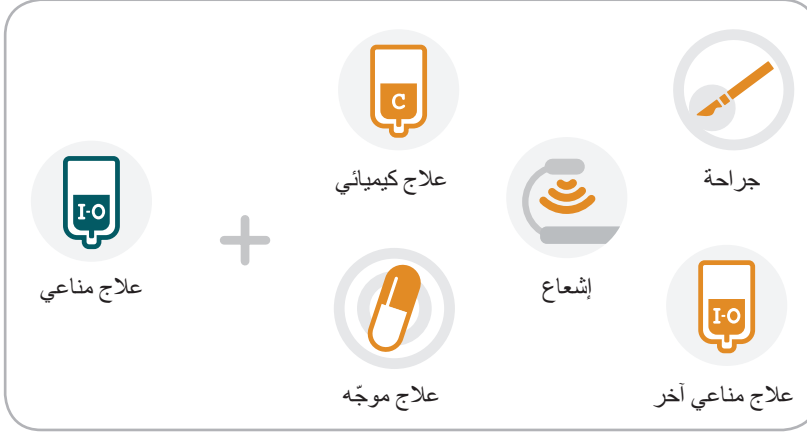 I-O
علاج مناعي
+
C
علاج كيميائي
علاج موجّه
إشعاع
جراحة
I-O
علاج مناعي آخر